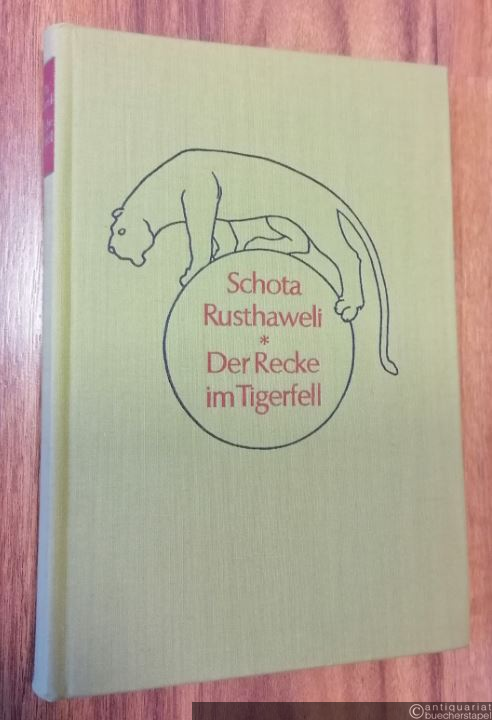 Schota
Rusthaweli
*
Der Recke
im Tigerfell
©antiquariat
buecherstapel